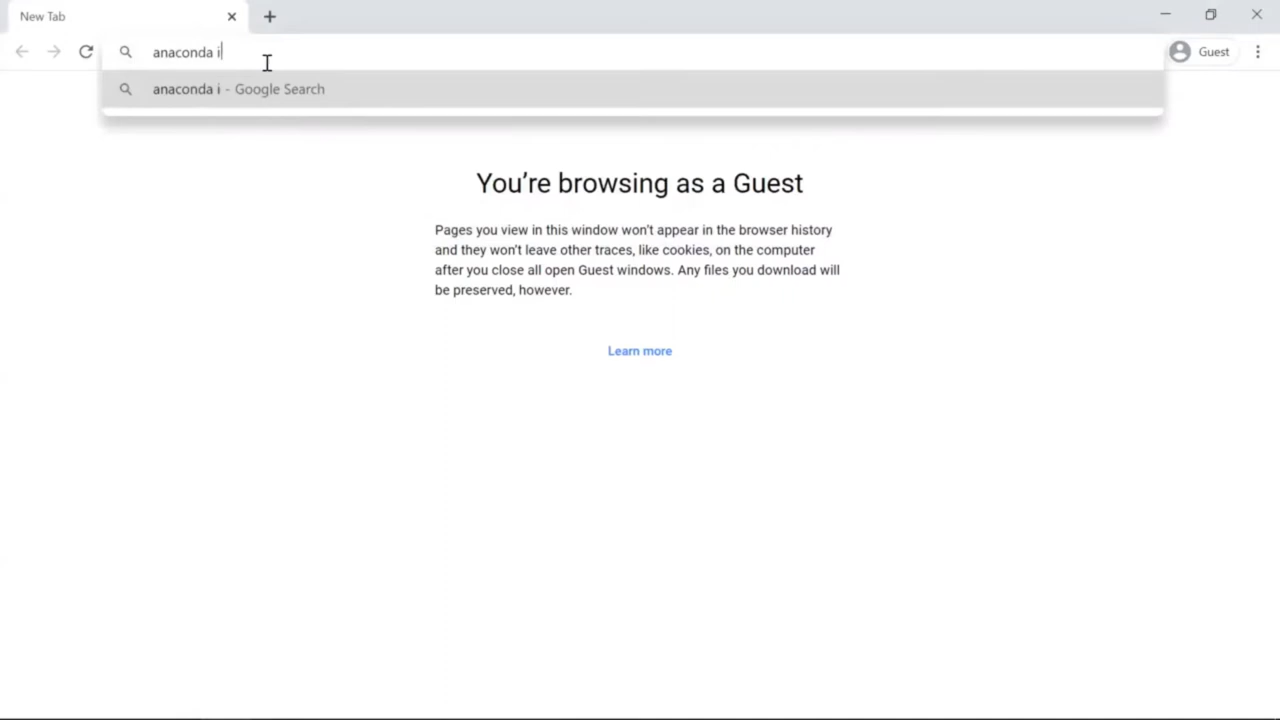 New Tab
anaconda i
Guest
anaconda i - Google Search
You're browsing as a Guest
Pages you view in this window won't appear in the browser history
and they won't leave other traces, like cookies, on the computer
after you close all open Guest windows. Any files you download will
be preserved, however.
Learn more